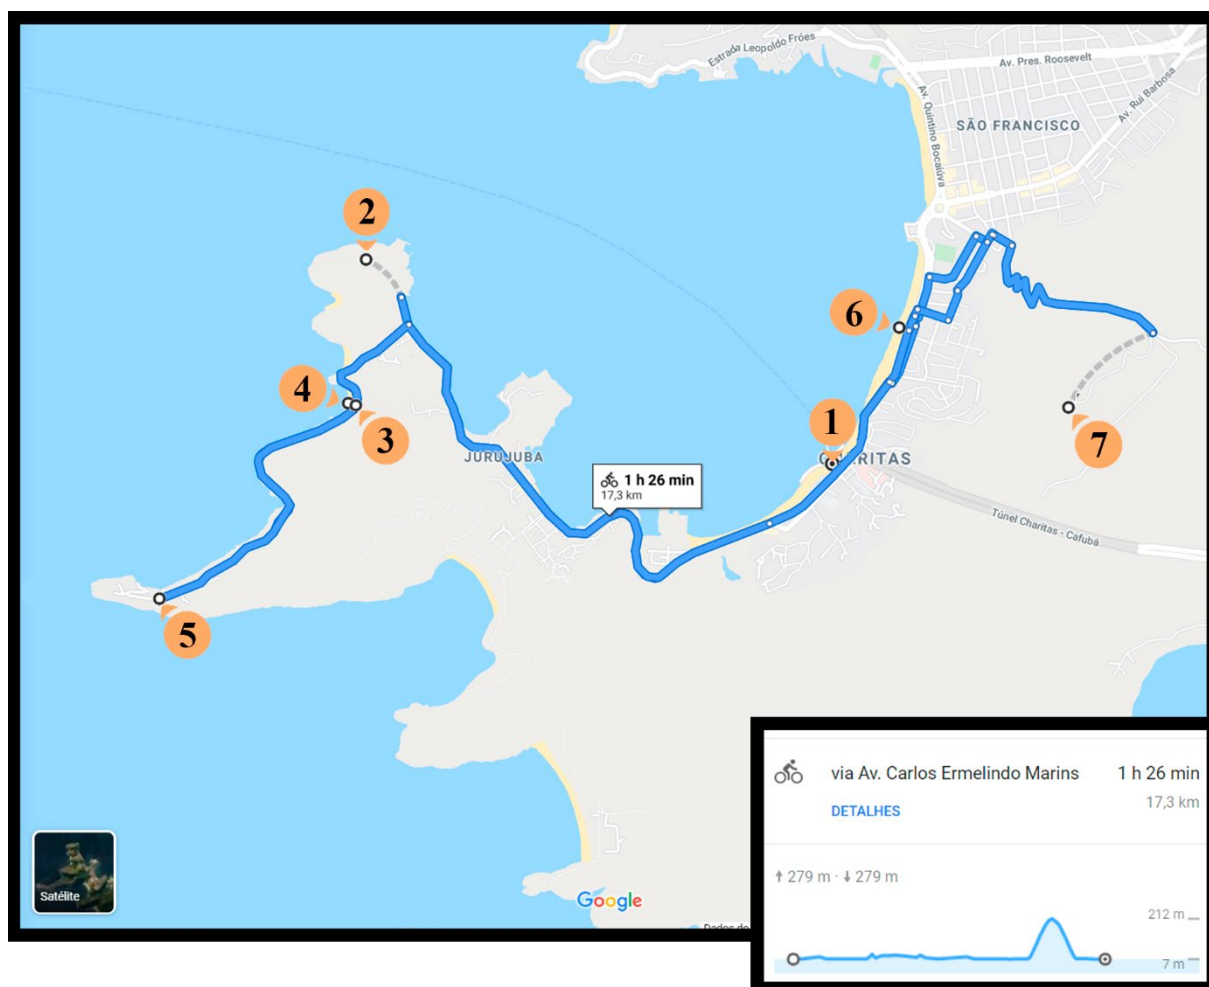 Estrada Leopoldo Fróes
Av. Pres. Roosevelt
Av. Rui Barbosa
Av. Quintino Bocaiúva
SÃO FRANCISCO
2
6
4
3
1
7
JURUJUBA
CHARITAS
1 h 26 min
17,3 km
Túnel Charitas - Cafubá
5
Satélite
Google
Dados do
via Av. Carlos Ermelindo Marins 1 h 26 min
DETALHES 17,3 km
279 m · 279 m
212 m
7 m